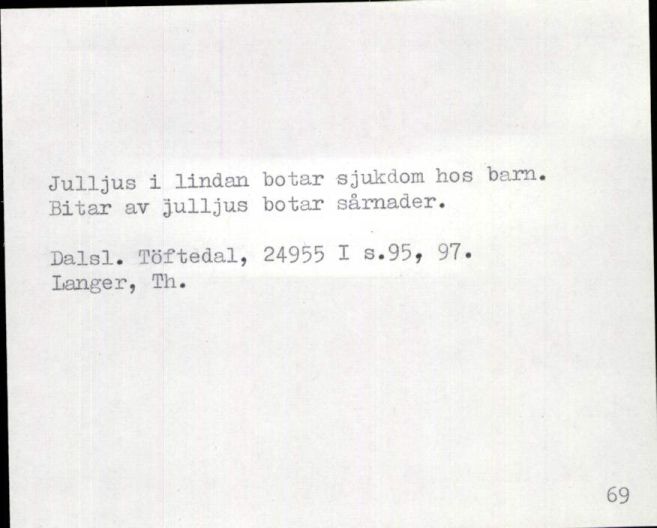 Julljus i lindan botar sjukdom hos barn.
Bitar av julljus botar sårnader.
Dalsl. Töftedal, 24955 I s.95, 97.
Langer, Th.
69